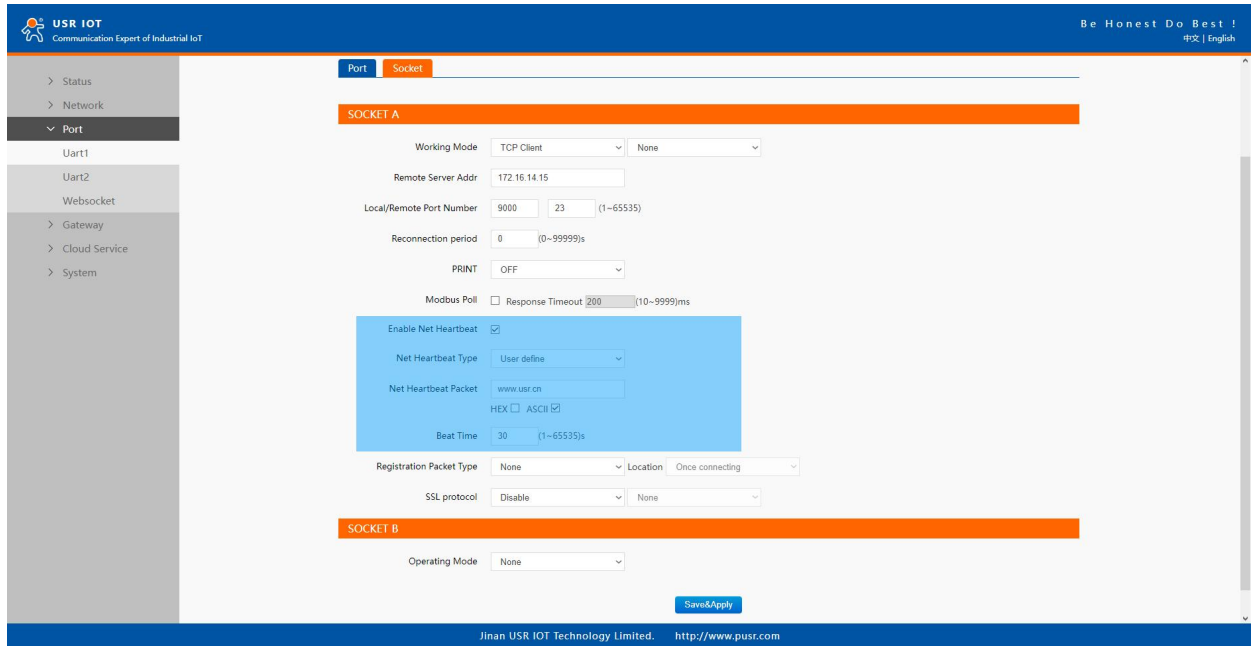 USR IOT
Communication Expert of Industrial IoT
Be Honest Do Best !
中文 | English
Status
Network
Port
Uart1
Uart2
Websocket
Gateway
Cloud Service
System
Port Socket
SOCKET A
Working Mode TCP Client None
Remote Server Addr 172.16.14.15
Local/Remote Port Number 9000 23 (1~65535)
Reconnection period 0 (0~99999)s
PRINT OFF
Modbus Poll Response Timeout 200 (10~9999)ms
Enable Net Heartbeat
Net Heartbeat Type User define
Net Heartbeat Packet www.usr.cn
HEX ASCII
Beat Time 30 (1~65535)s
Registration Packet Type None Location Once connecting
SSL protocol Disable None
SOCKET B
Operating Mode None
Save&Apply
Jinan USR IOT Technology Limited. http://www.pusr.com